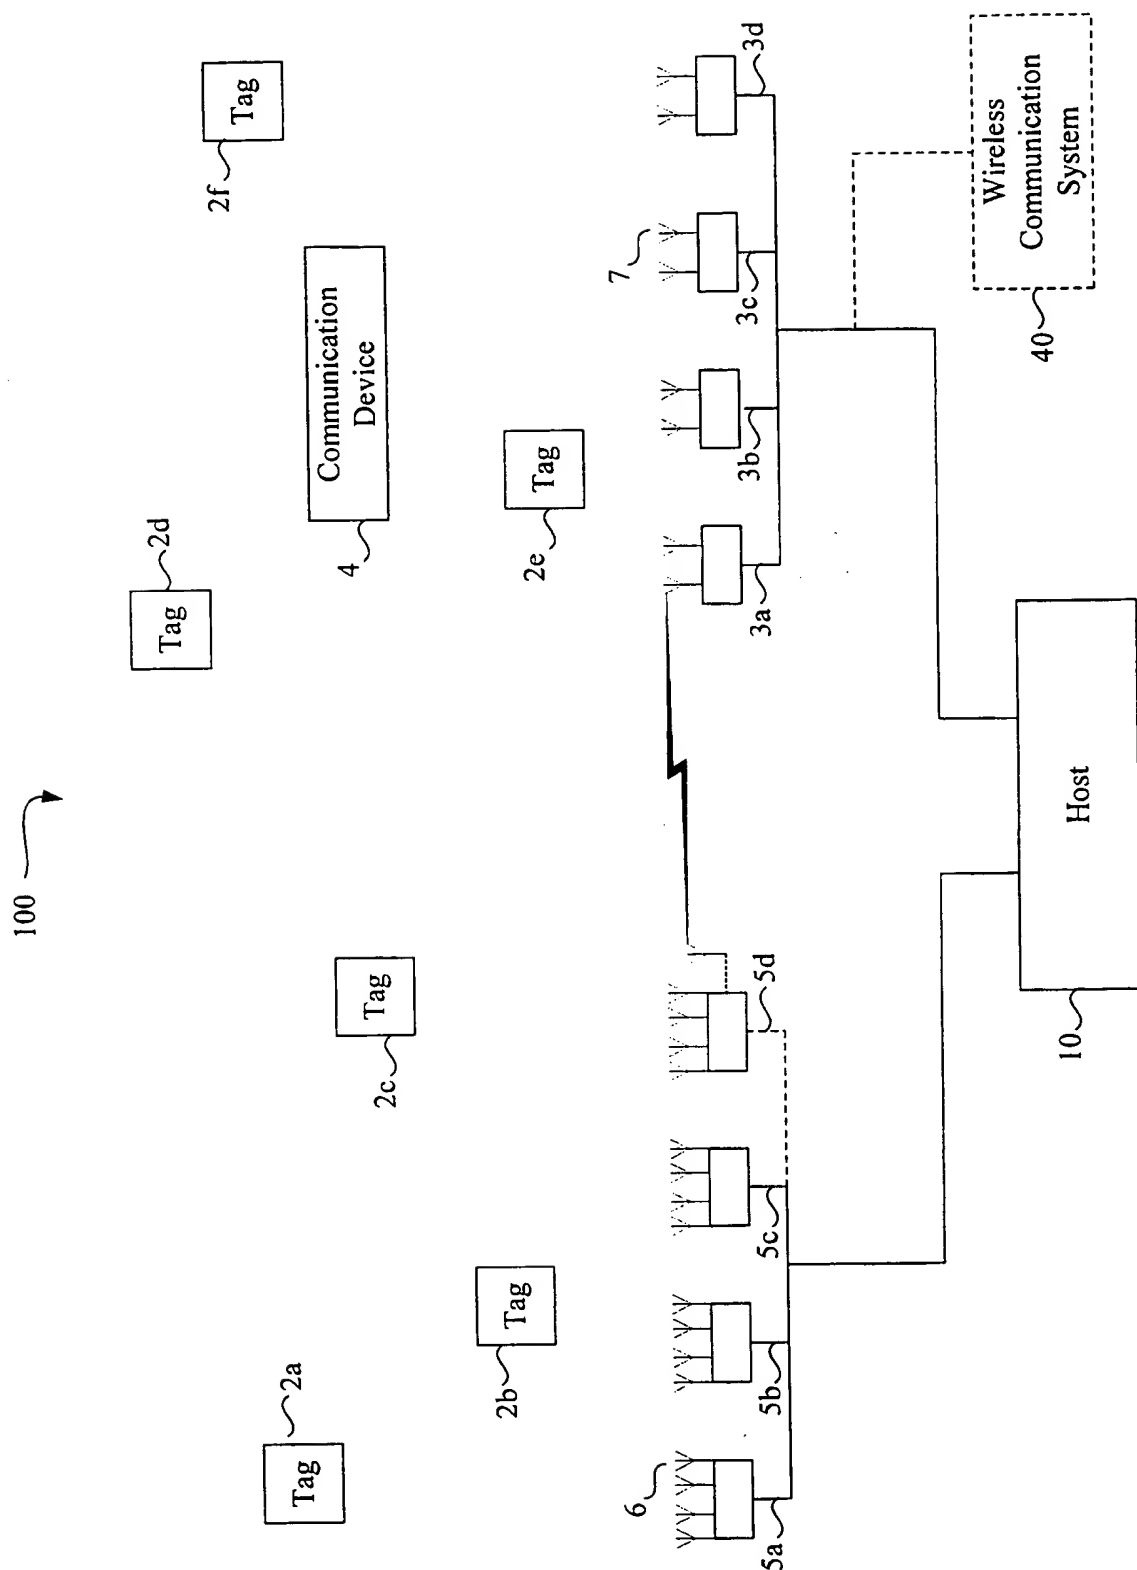 100
Tag
2a
Tag
2b
Tag
2c
Tag
2d
Tag
2e
Tag
2f
Communication
Device
4
6
5a
5b
5c
5d
7
3a
3b
3c
3d
Host
10
Wireless
Communication
System
40